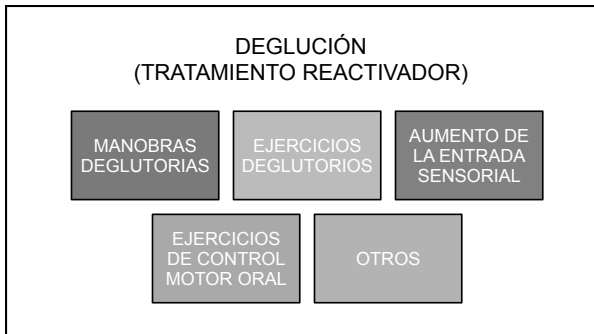 DEGLUCIÓN
(TRATAMIENTO REACTIVADOR)
MANOBRAS
DEGLUTORIAS
EJERCICIOS
DEGLUTORIOS
AUMENTO DE
LA ENTRADA
SENSORIAL
EJERCICIOS
DE CONTROL
MOTOR ORAL
OTROS